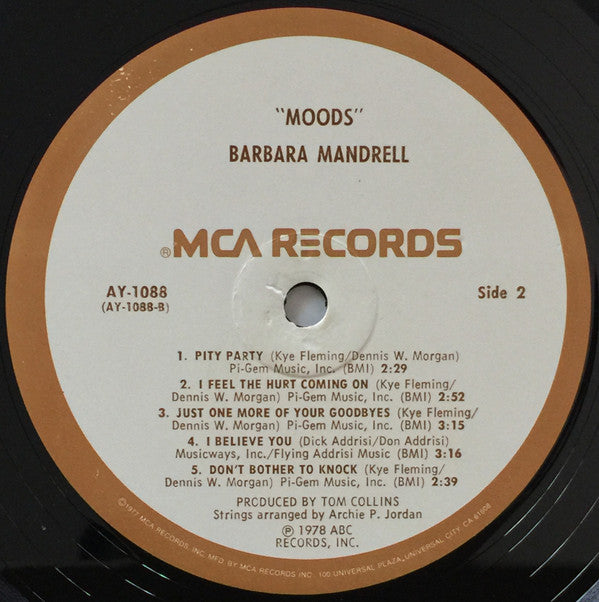 "MOODS"
BARBARA MANDRELL
®MCA RECORDS
AY-1088
(AY-1088-B)
Side 2
1. PITY PARTY (Kye Fleming/Dennis W. Morgan)
Pi-Gem Music, Inc. (BMI) 2:29
2. I FEEL THE HURT COMING ON (Kye Fleming/
Dennis W. Morgan) Pi-Gem Music, Inc. (BMI) 2:52
3. JUST ONE MORE OF YOUR GOODBYES (Kye Fleming/
Dennis W. Morgan) Pi-Gem Music, Inc. (BMI) 3:15
4. I BELIEVE YOU (Dick Addrisi/Don Addrisi)
Musicways, Inc./Flying Addrisi Music (BMI) 3:16
5. DON'T BOTHER TO KNOCK (Kye Fleming/
Dennis W. Morgan) Pi-Gem Music, Inc. (BMI) 2:39
PRODUCED BY TOM COLLINS
Strings arranged by Archie P. Jordan
℗ 1978 ABC
RECORDS, INC.
©1977 MCA RECORDS, INC. MFD. BY MCA RECORDS INC. 100 UNIVERSAL PLAZA, UNIVERSAL CITY, CA 61608